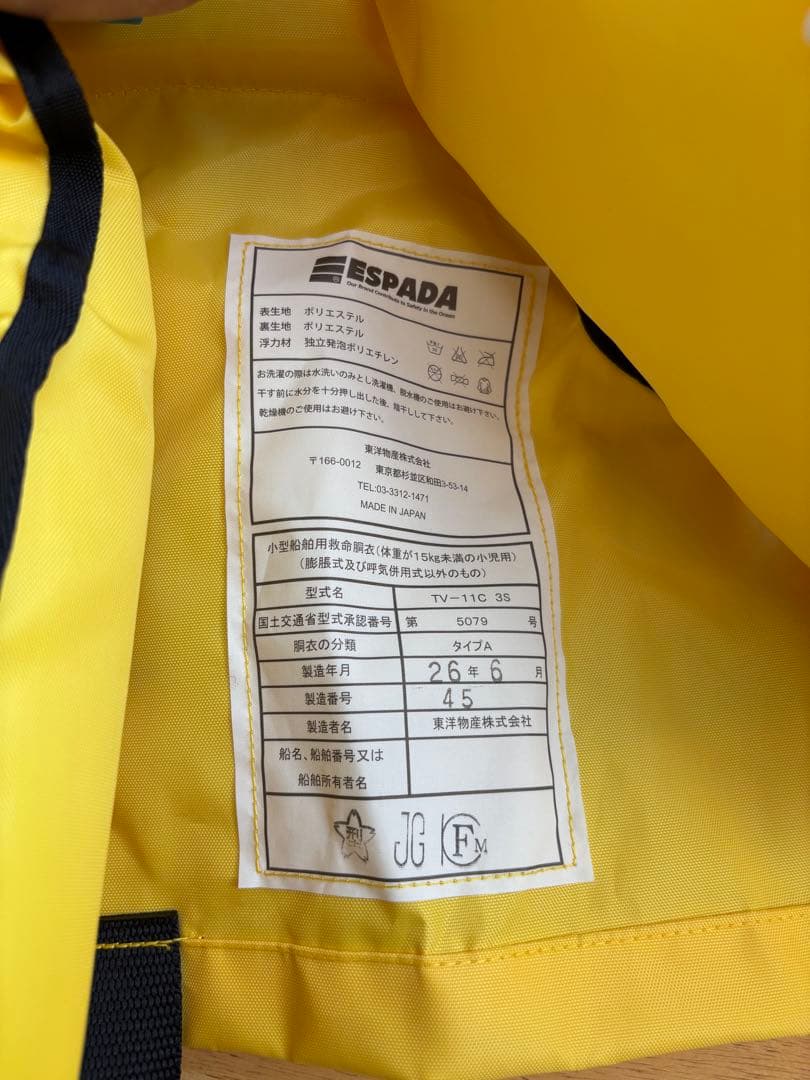 ESPADA
Our Brand Contributs to Safety in the Ocean
表生地 ポリエステル
裏生地 ポリエステル
浮力材 独立発泡ポリエチレン
お洗濯の際は水洗いのみとし洗濯機、脱水機のご使用はお避け下さい。
干す前に水分を十分押し出した後、陰干しして下さい。
乾燥機のご使用はお避け下さい。
東洋物産株式会社
〒166-0012 東京都杉並区和田3-53-14
TEL:03-3312-1471
MADE IN JAPAN
小型船舶用救命胴衣(体重が15kg未満の小児用)
(膨脹式及び呼気併用式以外のもの)
型式名 TV-11C 3S
国土交通省型式承認番号 第 5079 号
胴衣の分類 タイプA
製造年月 26年 6月
製造番号 45
製造者名 東洋物産株式会社
船名、船舶番号又は
船舶所有者名
型 JG FM